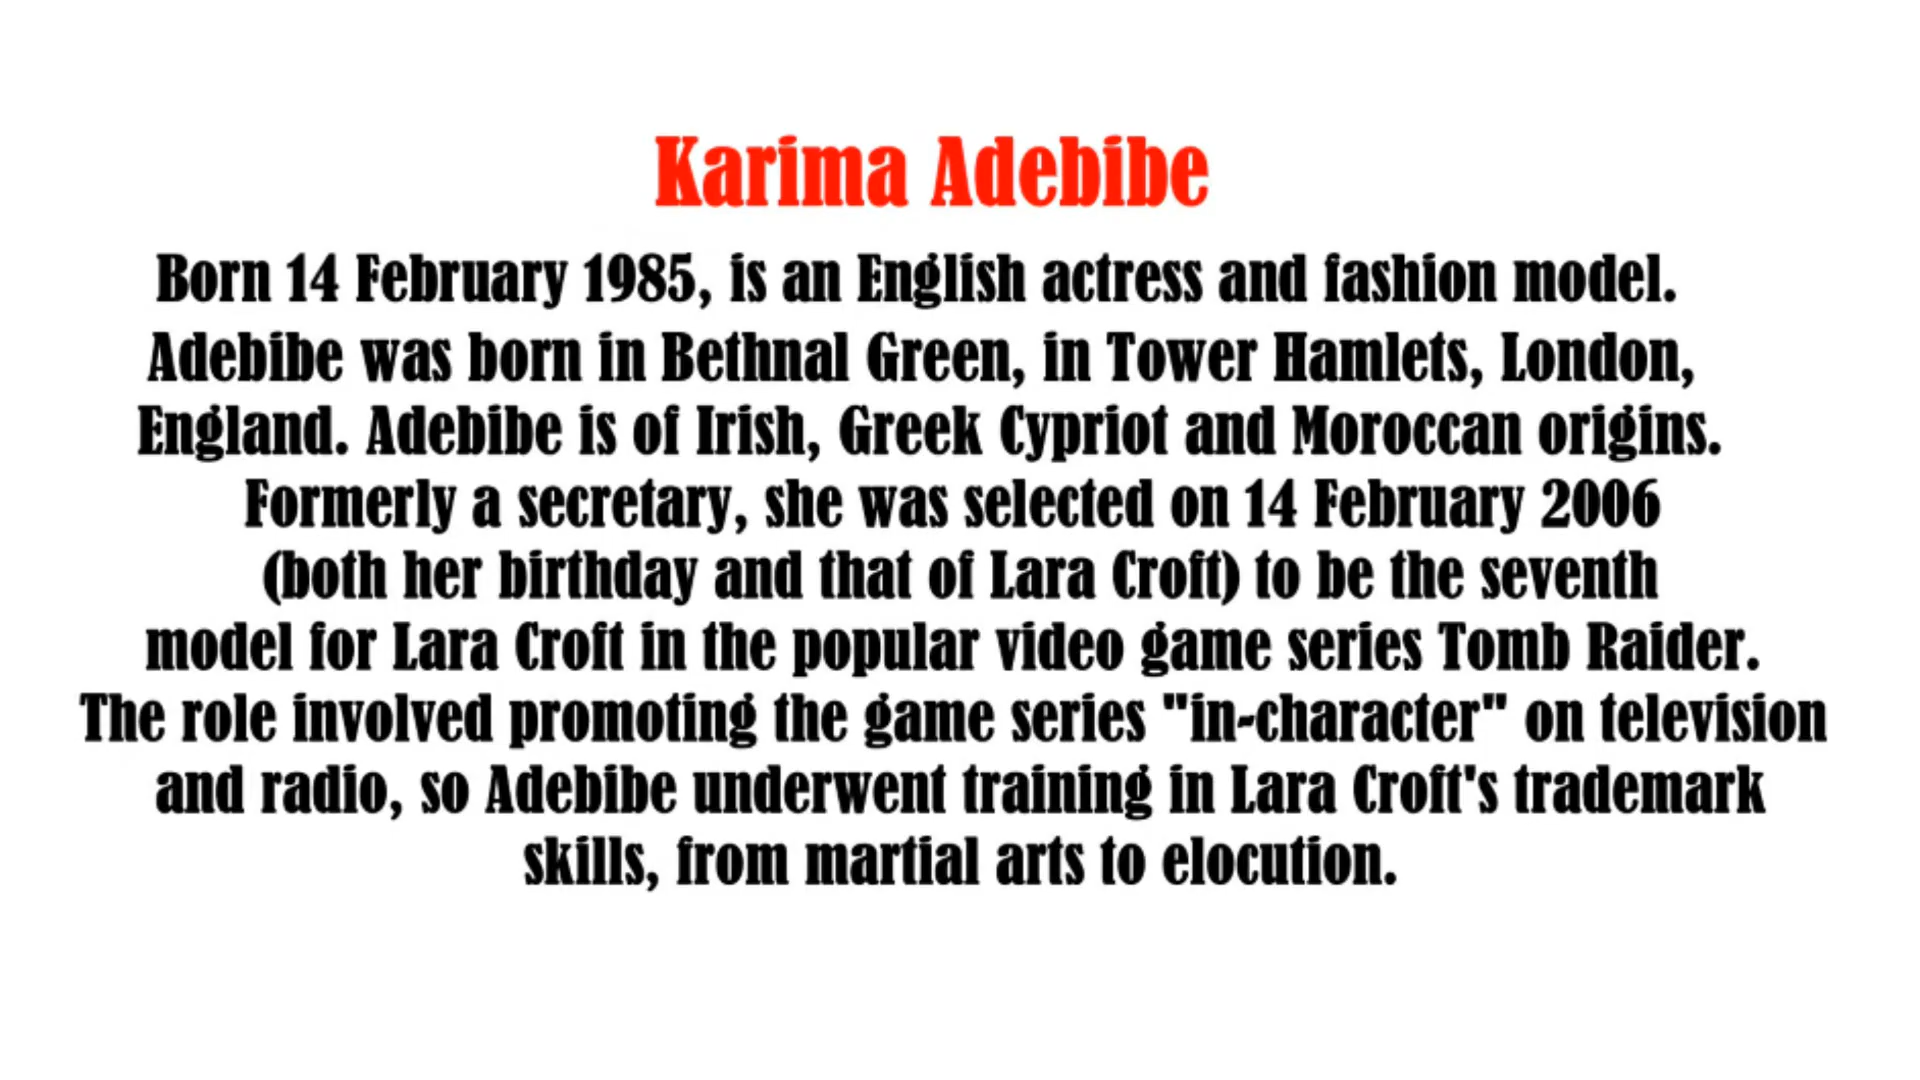 Karima Adebibe
Born 14 February 1985, is an English actress and fashion model.
Adebibe was born in Bethnal Green, in Tower Hamlets, London,
England. Adebibe is of Irish, Greek Cypriot and Moroccan origins.
Formerly a secretary, she was selected on 14 February 2006
(both her birthday and that of Lara Croft) to be the seventh
model for Lara Croft in the popular video game series Tomb Raider.
The role involved promoting the game series "in-character" on television
and radio, so Adebibe underwent training in Lara Croft's trademark
skills, from martial arts to elocution.